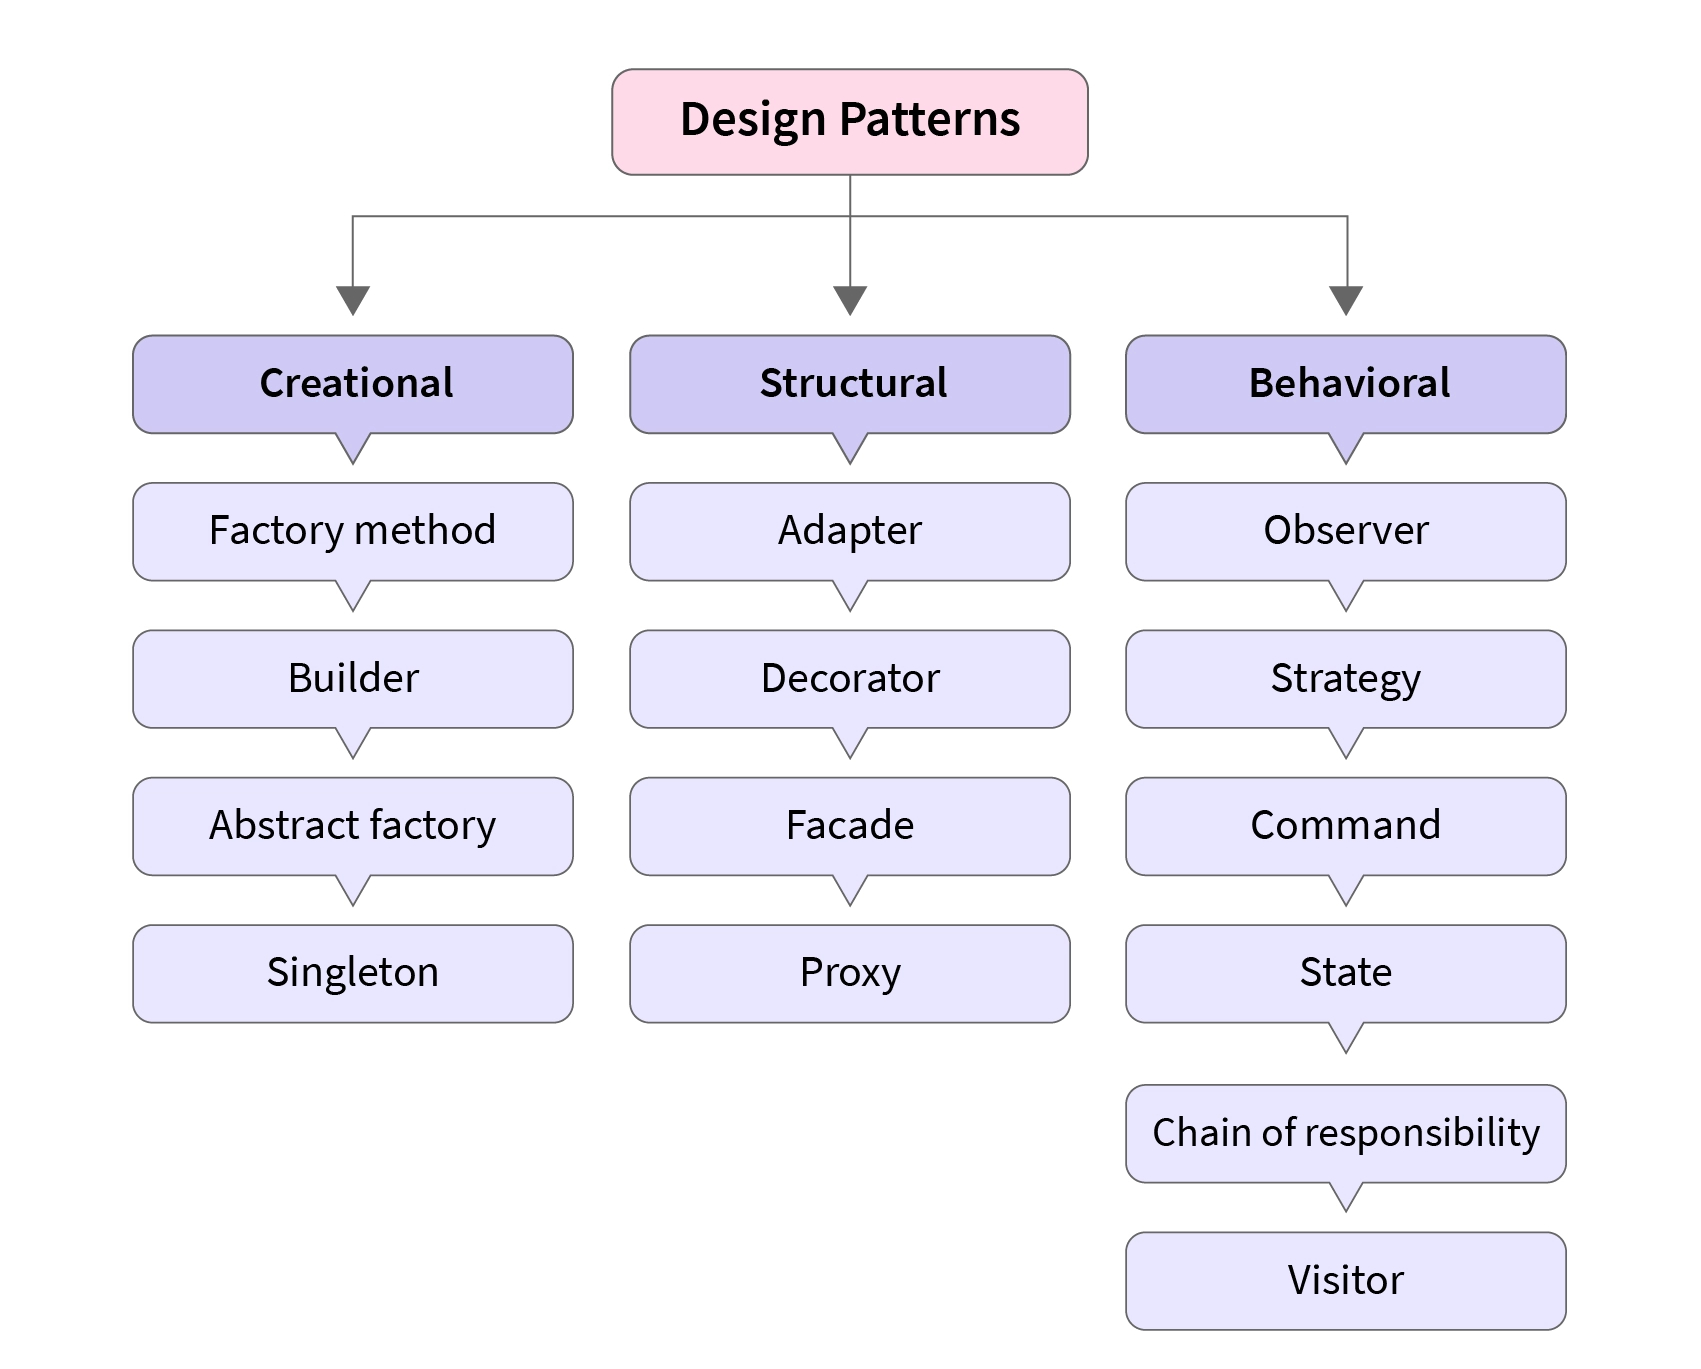 Design Patterns
Creational
Structural
Behavioral
Factory method
Adapter
Observer
Builder
Decorator
Strategy
Abstract factory
Facade
Command
Singleton
Proxy
State
Chain of responsibility
Visitor